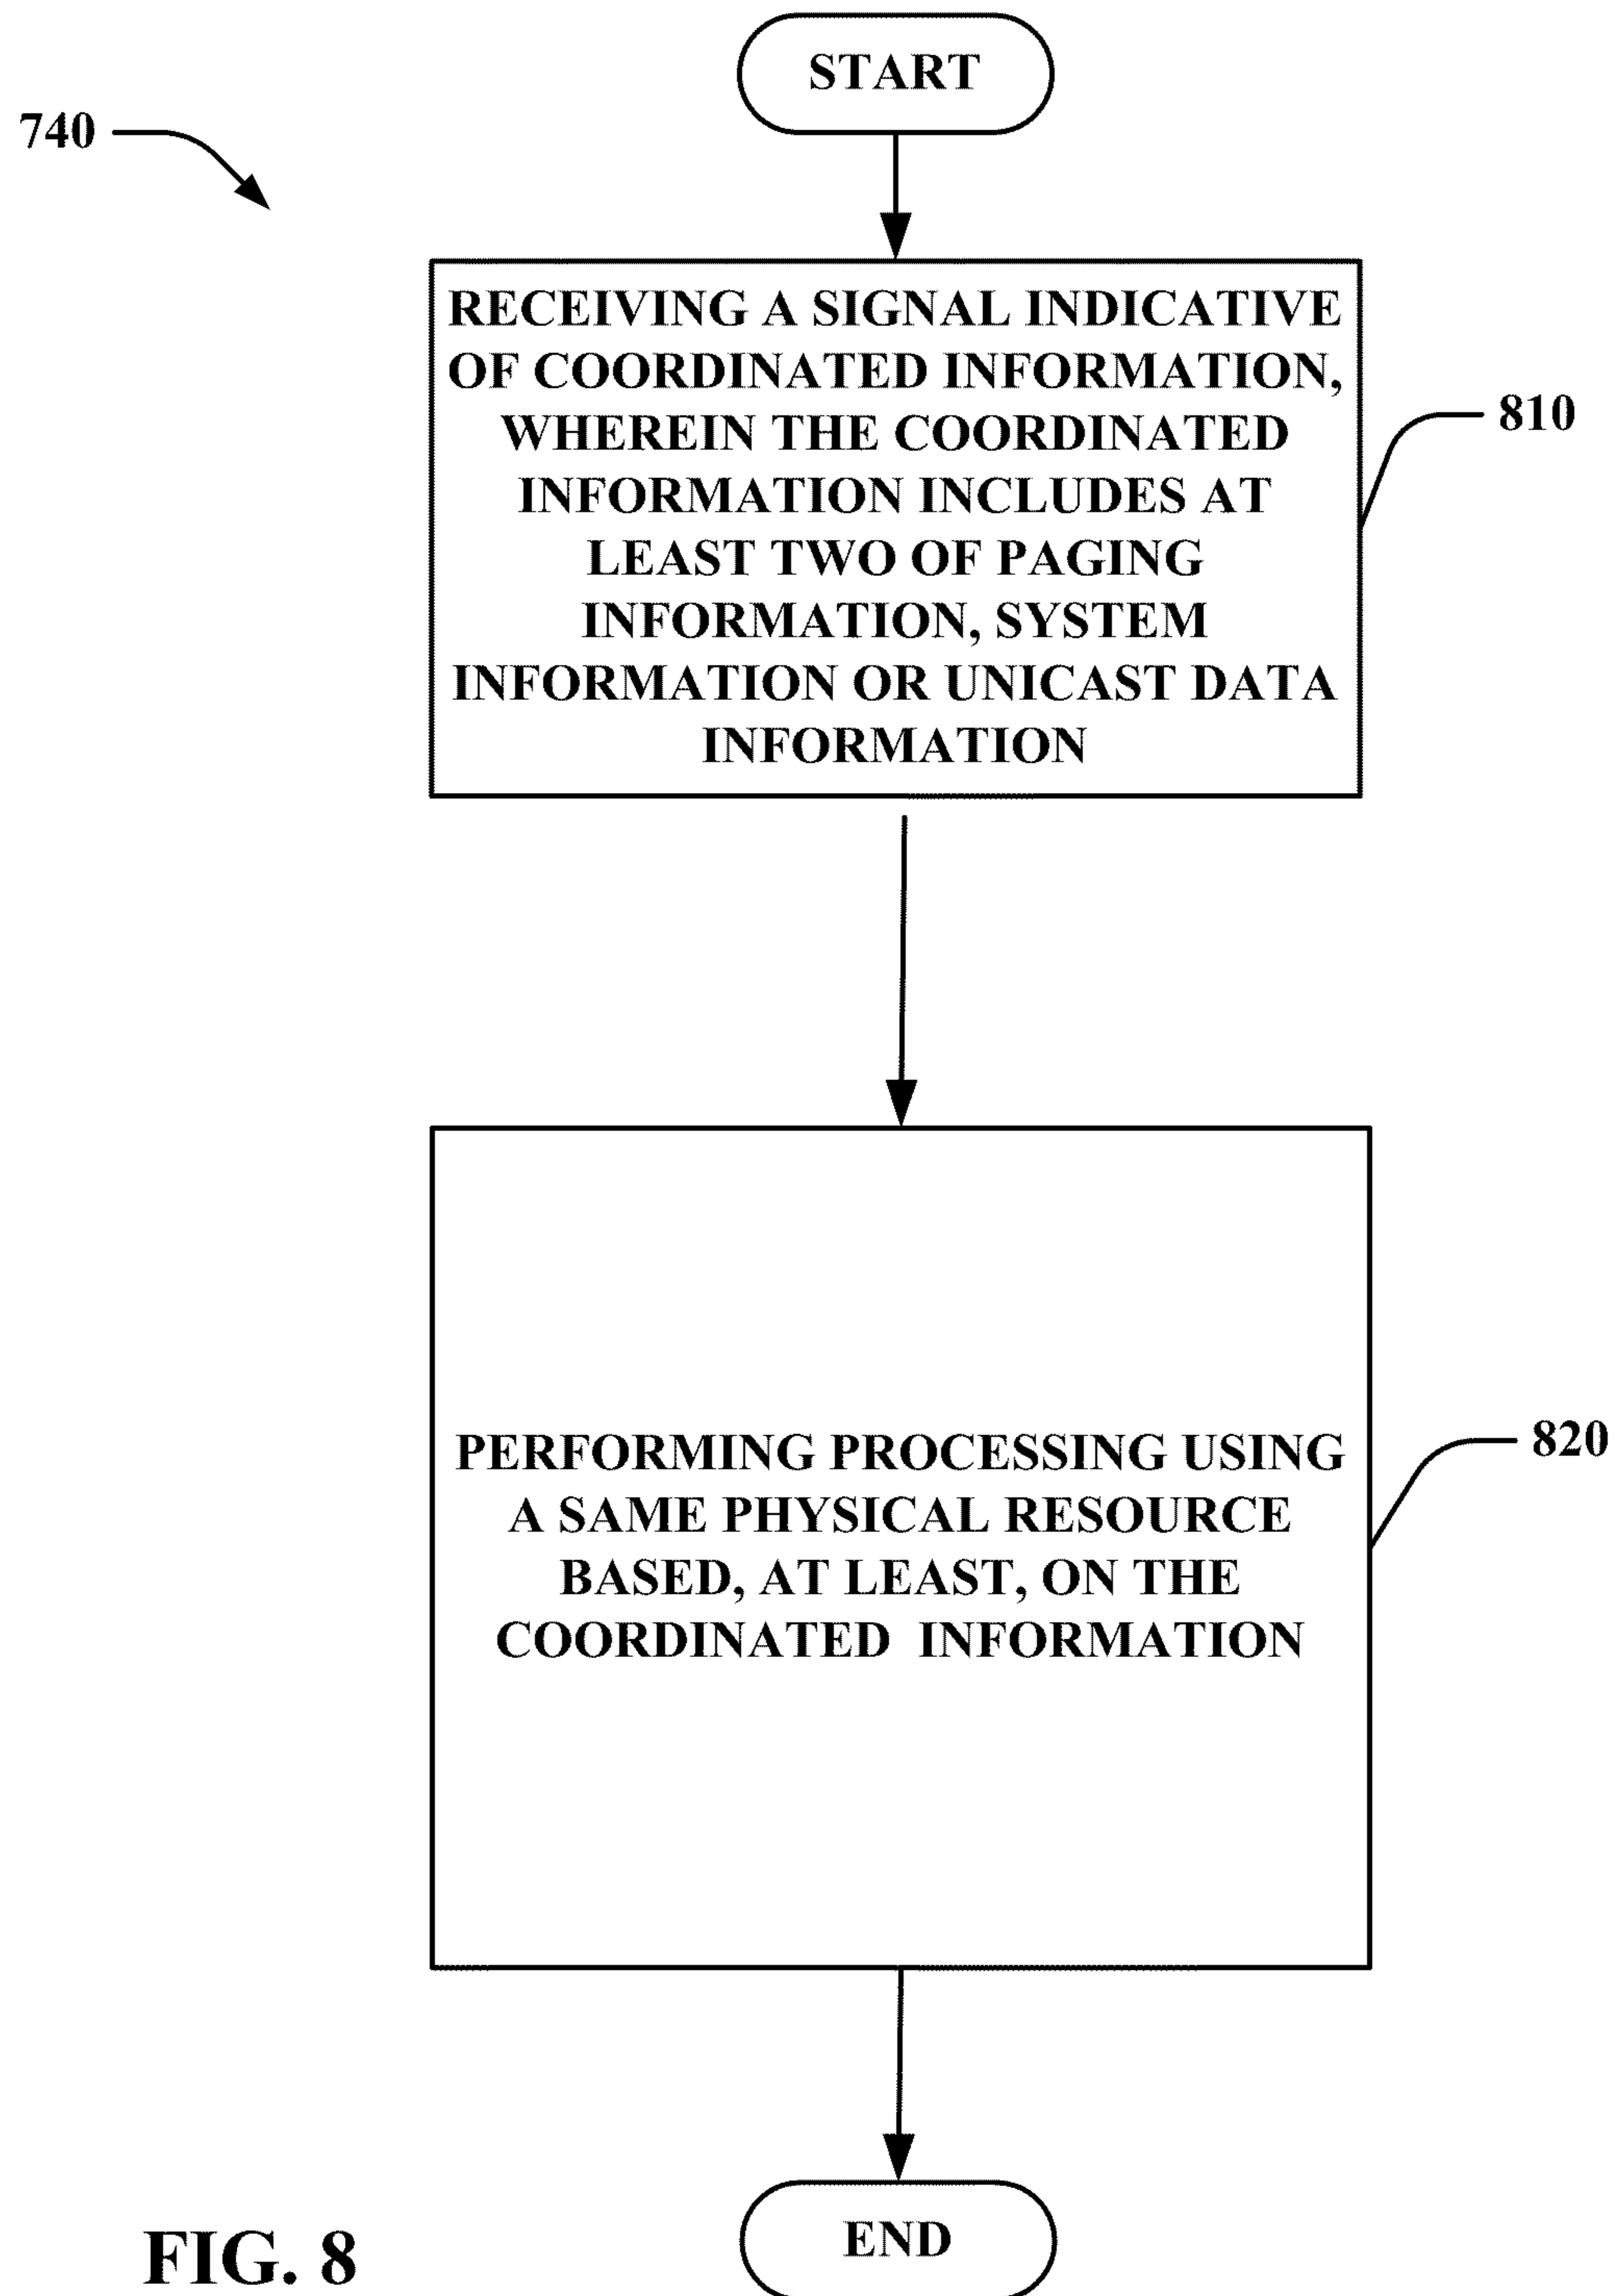 START
740
RECEIVING A SIGNAL INDICATIVE
OF COORDINATED INFORMATION,
WHEREIN THE COORDINATED
INFORMATION INCLUDES AT
LEAST TWO OF PAGING
INFORMATION, SYSTEM
INFORMATION OR UNICAST DATA
INFORMATION
810
PERFORMING PROCESSING USING
A SAME PHYSICAL RESOURCE
BASED, AT LEAST, ON THE
COORDINATED INFORMATION
820
END
FIG. 8